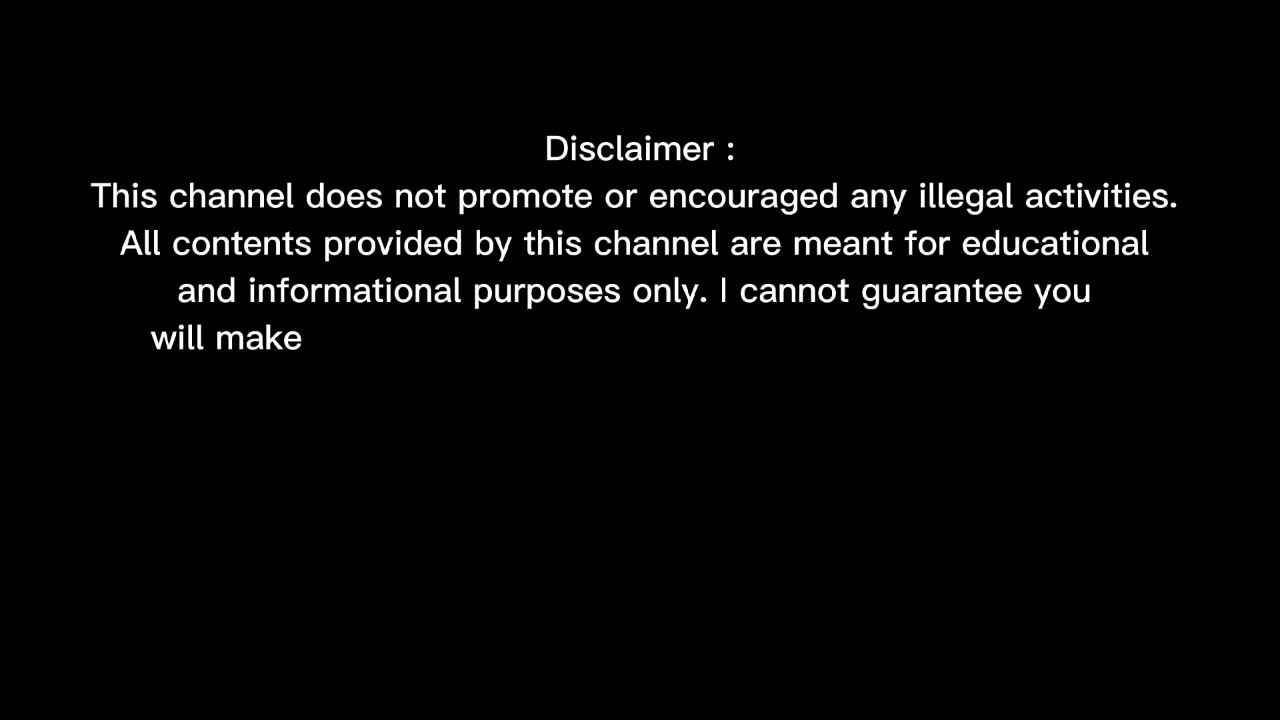 Disclaimer :
This channel does not promote or encouraged any illegal activities.
All contents provided by this channel are meant for educational
and informational purposes only. I cannot guarantee you
will make